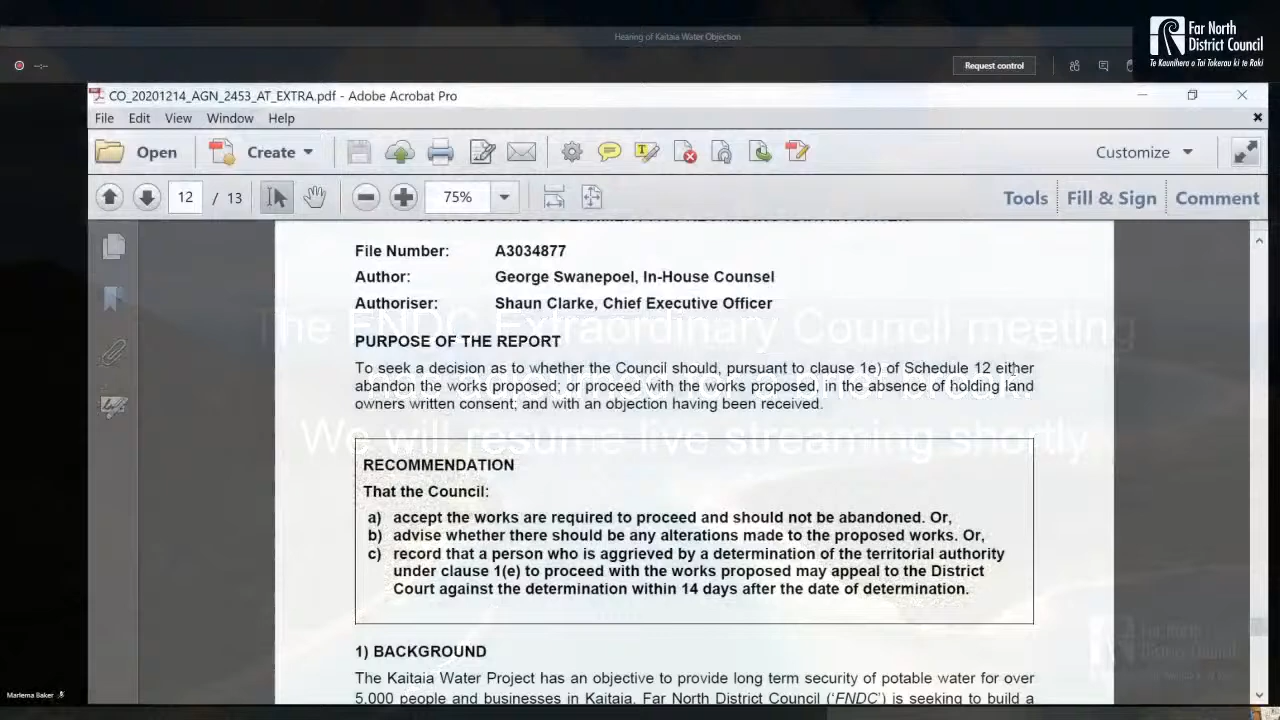 Hearing of Kaitaia Water Objection
Far North
District Council
Te Kaunihera o Tai Tokerau ki te Raki
Request control
CO_20201214_AGN_2453_AT_EXTRA.pdf - Adobe Acrobat Pro
File Edit View Window Help
Open Create Customize
12 / 13 75% Tools Fill & Sign Comment
File Number: A3034877
Author: George Swanepoel, In-House Counsel
Authoriser: Shaun Clarke, Chief Executive Officer
The FNDC Extraordinary Council meeting
PURPOSE OF THE REPORT
To seek a decision as to whether the Council should, pursuant to clause 1e) of Schedule 12 either
abandon the works proposed; or proceed with the works proposed, in the absence of holding land
owners written consent; and with an objection having been received.
We will resume live streaming shortly
RECOMMENDATION
That the Council:
a) accept the works are required to proceed and should not be abandoned. Or,
b) advise whether there should be any alterations made to the proposed works. Or,
c) record that a person who is aggrieved by a determination of the territorial authority
under clause 1(e) to proceed with the works proposed may appeal to the District
Court against the determination within 14 days after the date of determination.
Far North
District Council
1) BACKGROUND
The Kaitaia Water Project has an objective to provide long term security of potable water for over
5,000 people and businesses in Kaitaia. Far North District Council ('FNDC') is seeking to build a
Marlema Baker